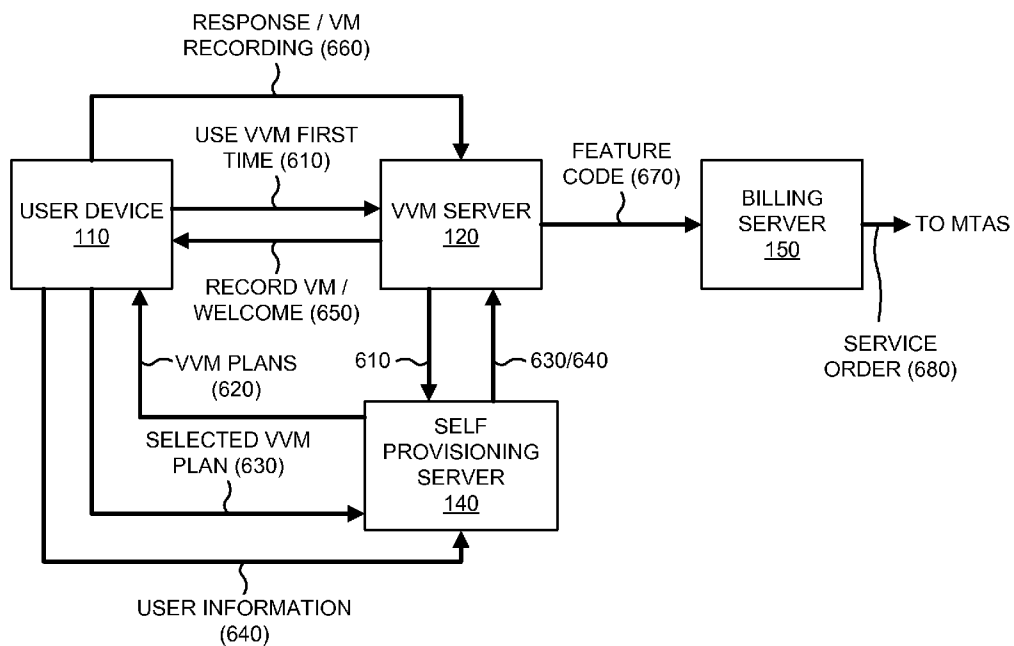 RESPONSE / VM
RECORDING (660)
USE VVM FIRST
TIME (610)
FEATURE
CODE (670)
USER DEVICE
110
VVM SERVER
120
BILLING
SERVER
150
TO MTAS
RECORD VM /
WELCOME (650)
VVM PLANS
(620)
610
630/640
SERVICE
ORDER (680)
SELECTED VVM
PLAN (630)
SELF
PROVISIONING
SERVER
140
USER INFORMATION
(640)